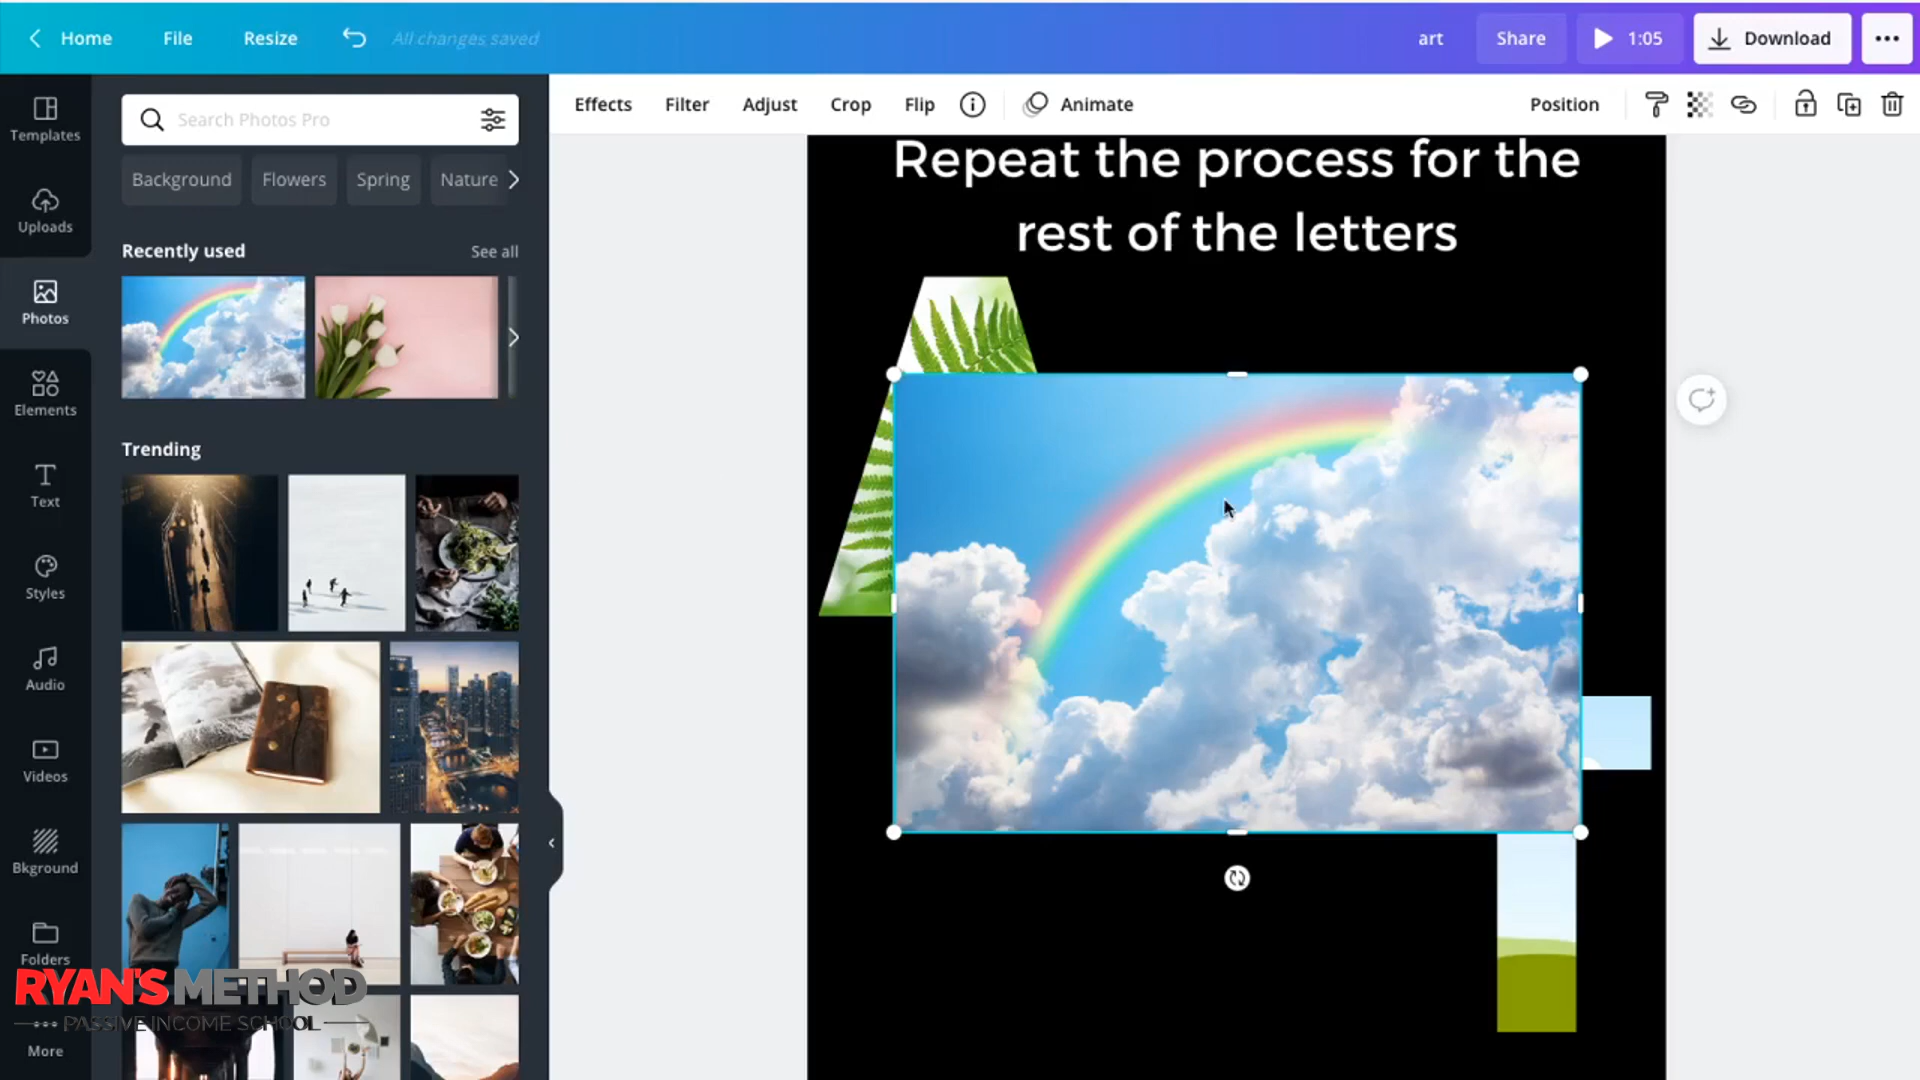 Home
File
Resize
All changes saved
art
Share
1:05
Download
Templates
Uploads
Photos
Elements
Text
Styles
Audio
Videos
Bkground
Folders
More
Search Photos Pro
Background
Flowers
Spring
Nature
Recently used
See all
Trending
Effects
Filter
Adjust
Crop
Flip
Animate
Position
Repeat the process for the
rest of the letters
RYAN'S METHOD
PASSIVE INCOME SCHOOL